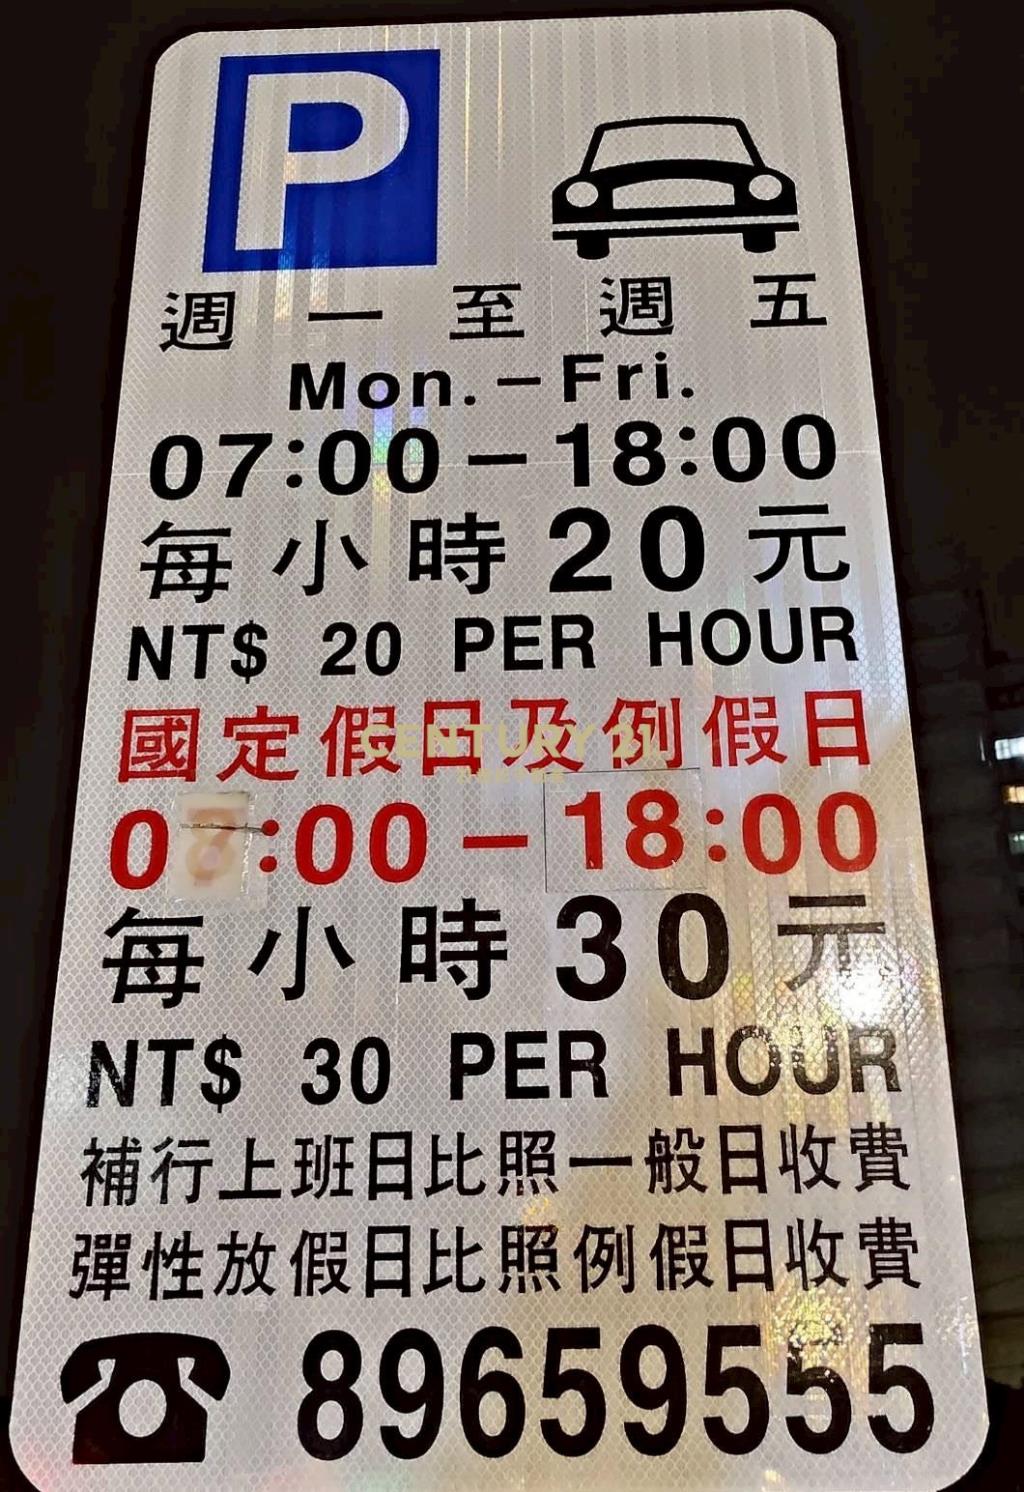 P
週一至週五
Mon. - Fri.
07:00 - 18:00
每小時20元
NT$ 20 PER HOUR
國定假日及例假日
CENTURY 21
0 :00 - 18:00
每小時30元
NT$ 30 PER HOUR
補行上班日比照一般日收費
彈性放假日比照例假日收費
89659555